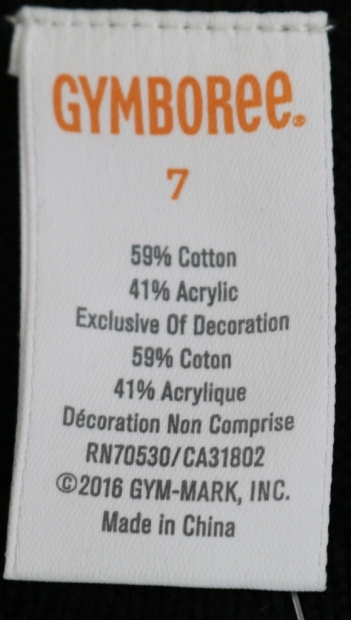 GYMBOREE®
7
59% Cotton
41% Acrylic
Exclusive Of Decoration
59% Coton
41% Acrylique
Décoration Non Comprise
RN70530/CA31802
©2016 GYM-MARK, INC.
Made in China